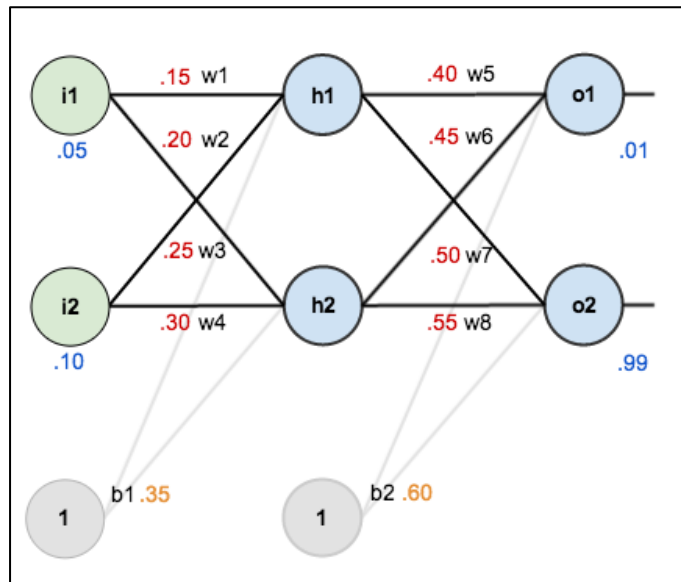 .15 w1
.40 w5
i1
h1
o1
.20 w2
.45 w6
.05
.01
.25 w3
.50 w7
i2
h2
o2
.30 w4
.55 w8
.10
.99
b1 .35
b2 .60
1
1